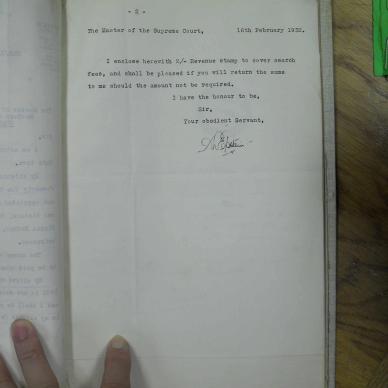 - 2 -
The Master of the Supreme Court, 16th February 1932.
I enclose herewith 2/- Revenue stamp to cover search
fees, and shall be pleased if you will return the same
to me should the amount not be required.
I have the honour to be,
Sir,
Your obedient Servant,